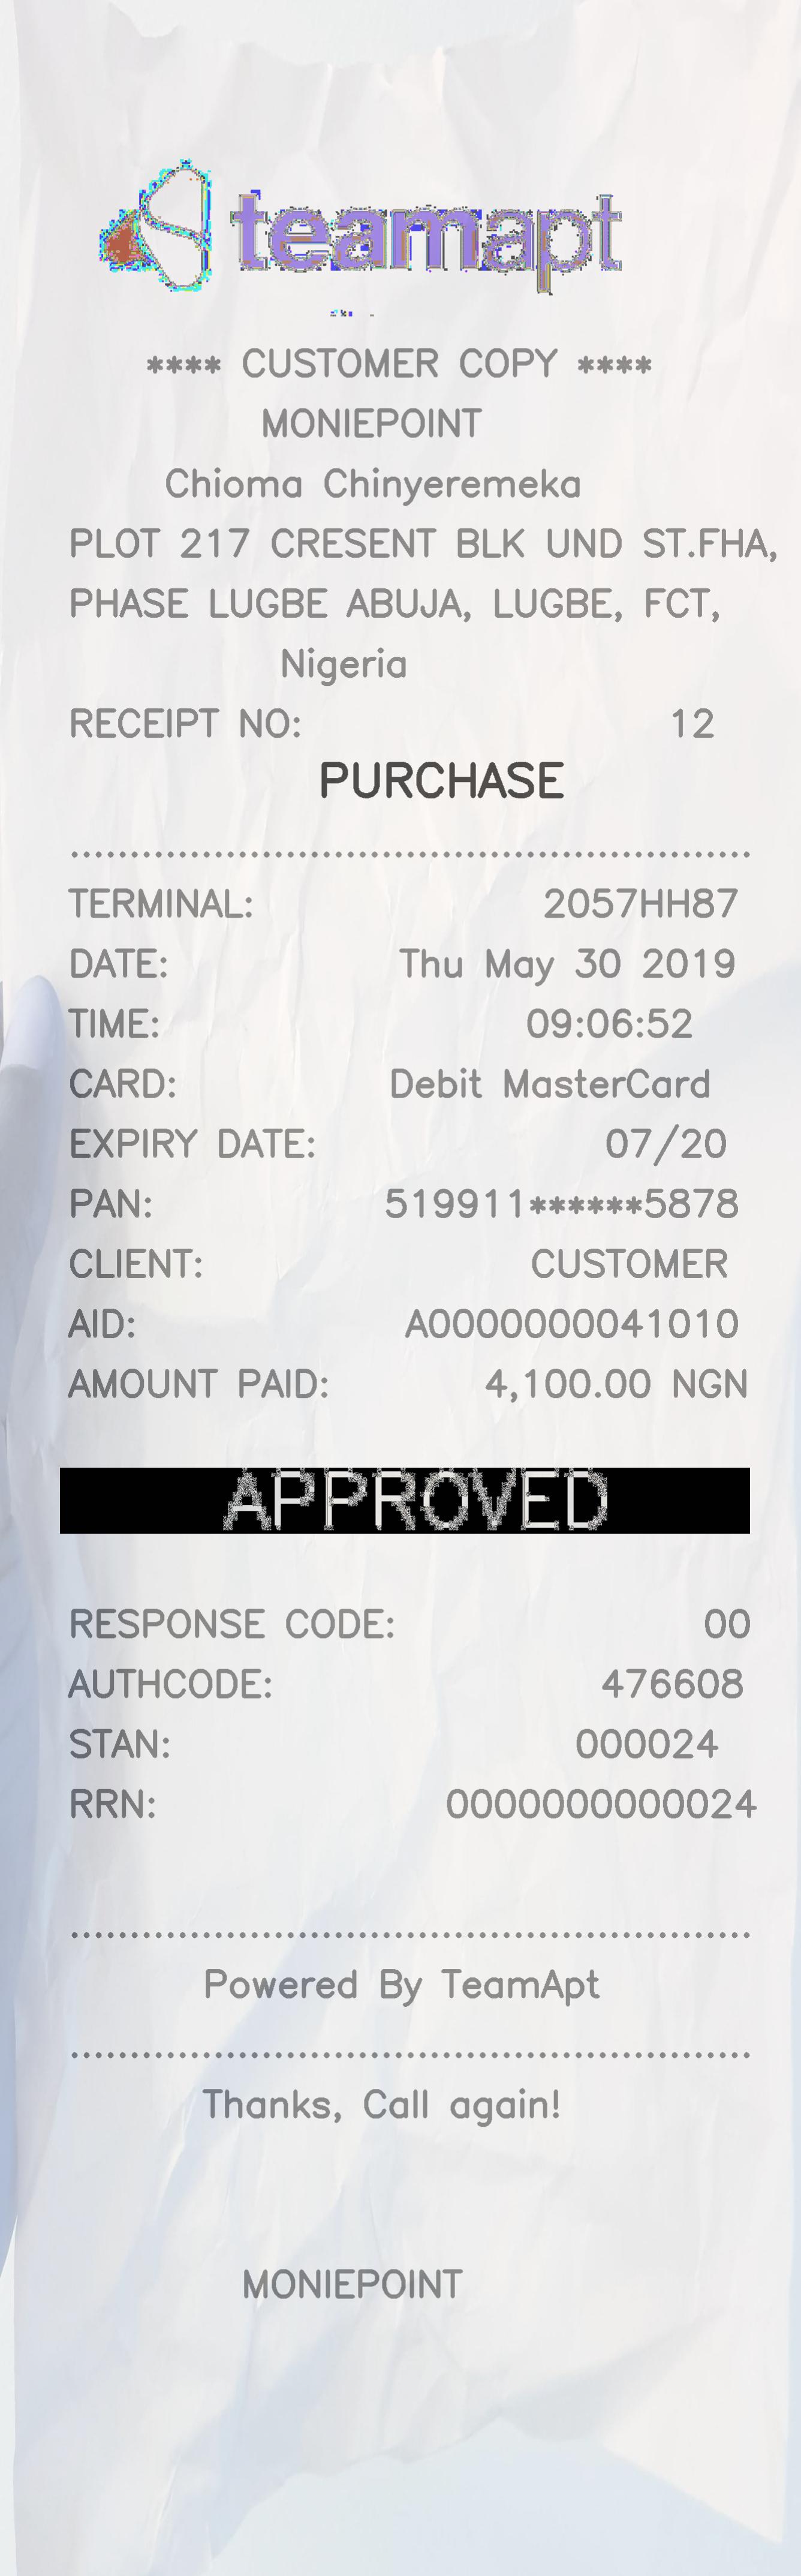 teamapt
**** CUSTOMER COPY ****
MONIEPOINT
Chioma Chinyeremeka
PLOT 217 CRESENT BLK UND ST.FHA,
PHASE LUGBE ABUJA, LUGBE, FCT,
Nigeria
RECEIPT NO: 12
PURCHASE
TERMINAL: 2057HH87
DATE: Thu May 30 2019
TIME: 09:06:52
CARD: Debit MasterCard
EXPIRY DATE: 07/20
PAN: 519911******5878
CLIENT: CUSTOMER
AID: A0000000041010
AMOUNT PAID: 4,100.00 NGN
APPROVED
RESPONSE CODE: 00
AUTHCODE: 476608
STAN: 000024
RRN: 0000000000024
Powered By TeamApt
Thanks, Call again!
MONIEPOINT